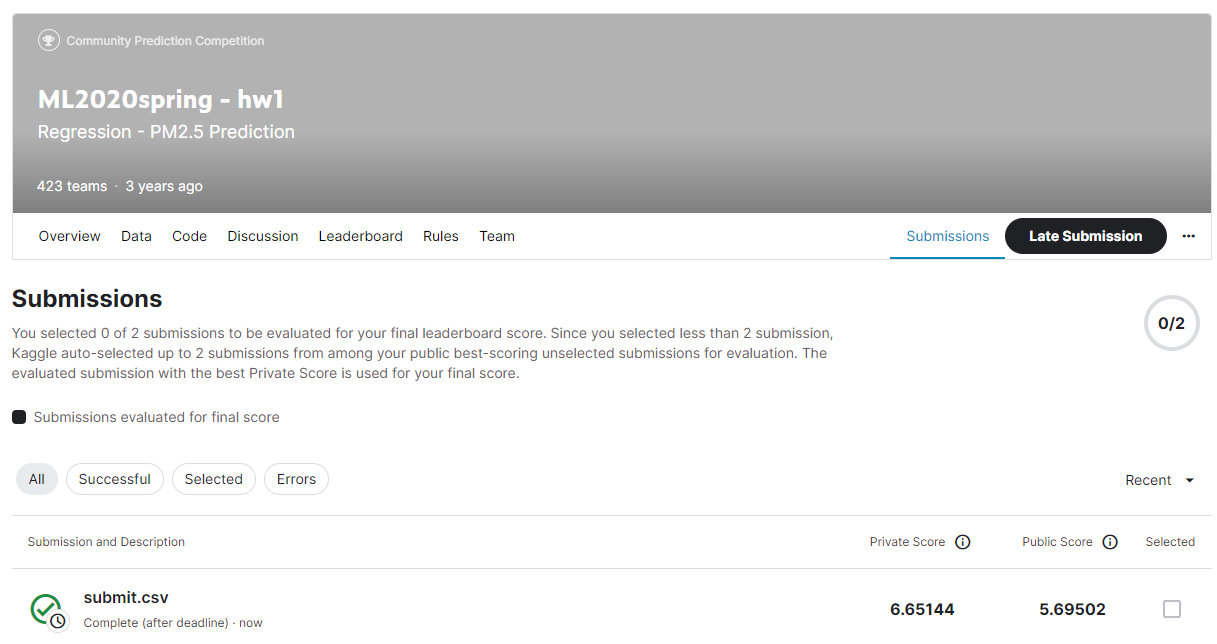 Community Prediction Competition
ML2020spring - hw1
Regression - PM2.5 Prediction
423 teams · 3 years ago
Overview Data Code Discussion Leaderboard Rules Team Submissions Late Submission ...
Submissions
You selected 0 of 2 submissions to be evaluated for your final leaderboard score. Since you selected less than 2 submission,
Kaggle auto-selected up to 2 submissions from among your public best-scoring unselected submissions for evaluation. The
evaluated submission with the best Private Score is used for your final score.
0/2
Submissions evaluated for final score
All Successful Selected Errors Recent
Submission and Description Private Score Public Score Selected
submit.csv
Complete (after deadline) · now
6.65144 5.69502